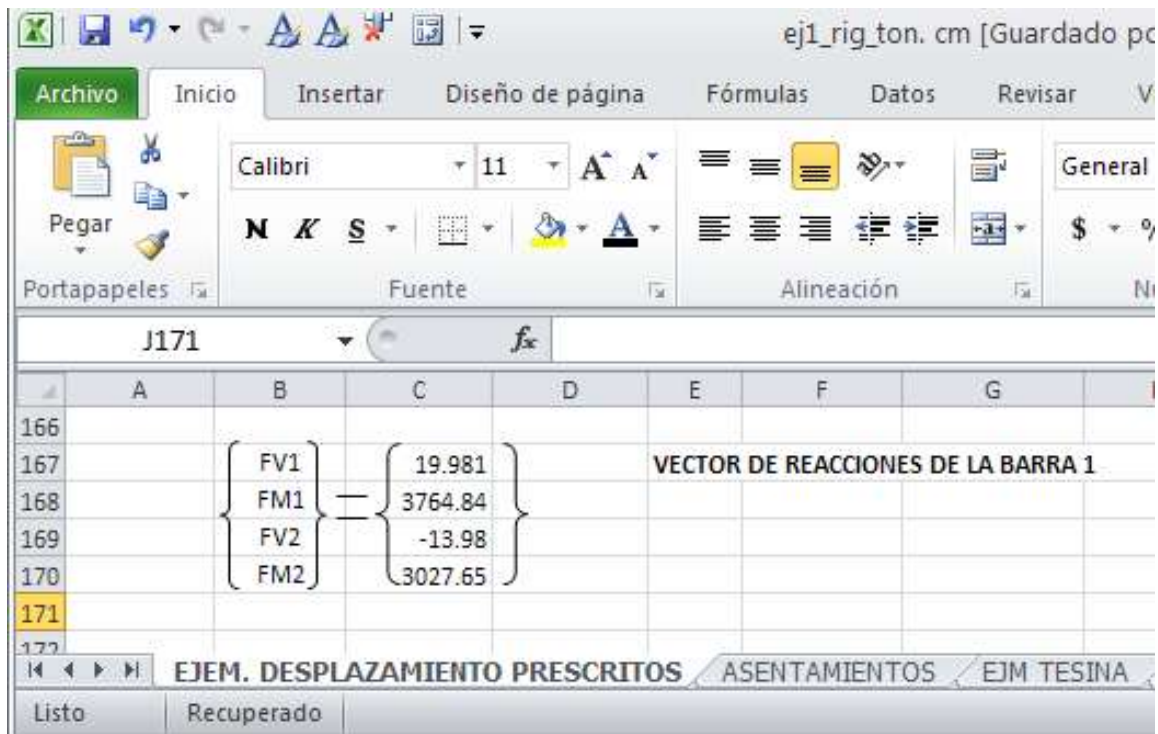 ej1_rig_ton. cm [Guardado po
Archivo Inicio Insertar Diseño de página Fórmulas Datos Revisar V
Pegar
Calibri 11 A A General
N K S A $ %
Portapapeles Fuente Alineación Nú
J171 fx
A B C D E F G
166
167 FV1 19.981 VECTOR DE REACCIONES DE LA BARRA 1
168 FM1 = 3764.84
169 FV2 -13.98
170 FM2 3027.65
171
172
EJEM. DESPLAZAMIENTO PRESCRITOS ASENTAMIENTOS EJM TESINA
Listo Recuperado